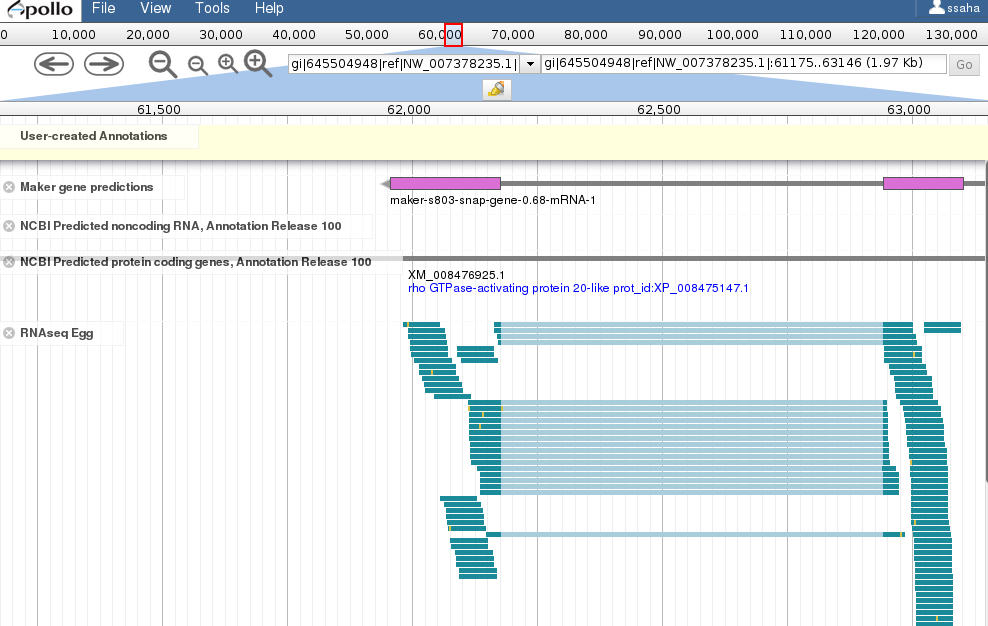 Apollo File View Tools Help ssaha
0 10,000 20,000 30,000 40,000 50,000 60,000 70,000 80,000 90,000 100,000 110,000 120,000 130,000
gi|645504948|ref|NW_007378235.1| gi|645504948|ref|NW_007378235.1|:61175..63146 (1.97 Kb) Go
61,500 62,000 62,500 63,000
User-created Annotations
Maker gene predictions
maker-s803-snap-gene-0.68-mRNA-1
NCBI Predicted noncoding RNA, Annotation Release 100
NCBI Predicted protein coding genes, Annotation Release 100
XM_008476925.1
rho GTPase-activating protein 20-like prot_id:XP_008475147.1
RNAseq Egg